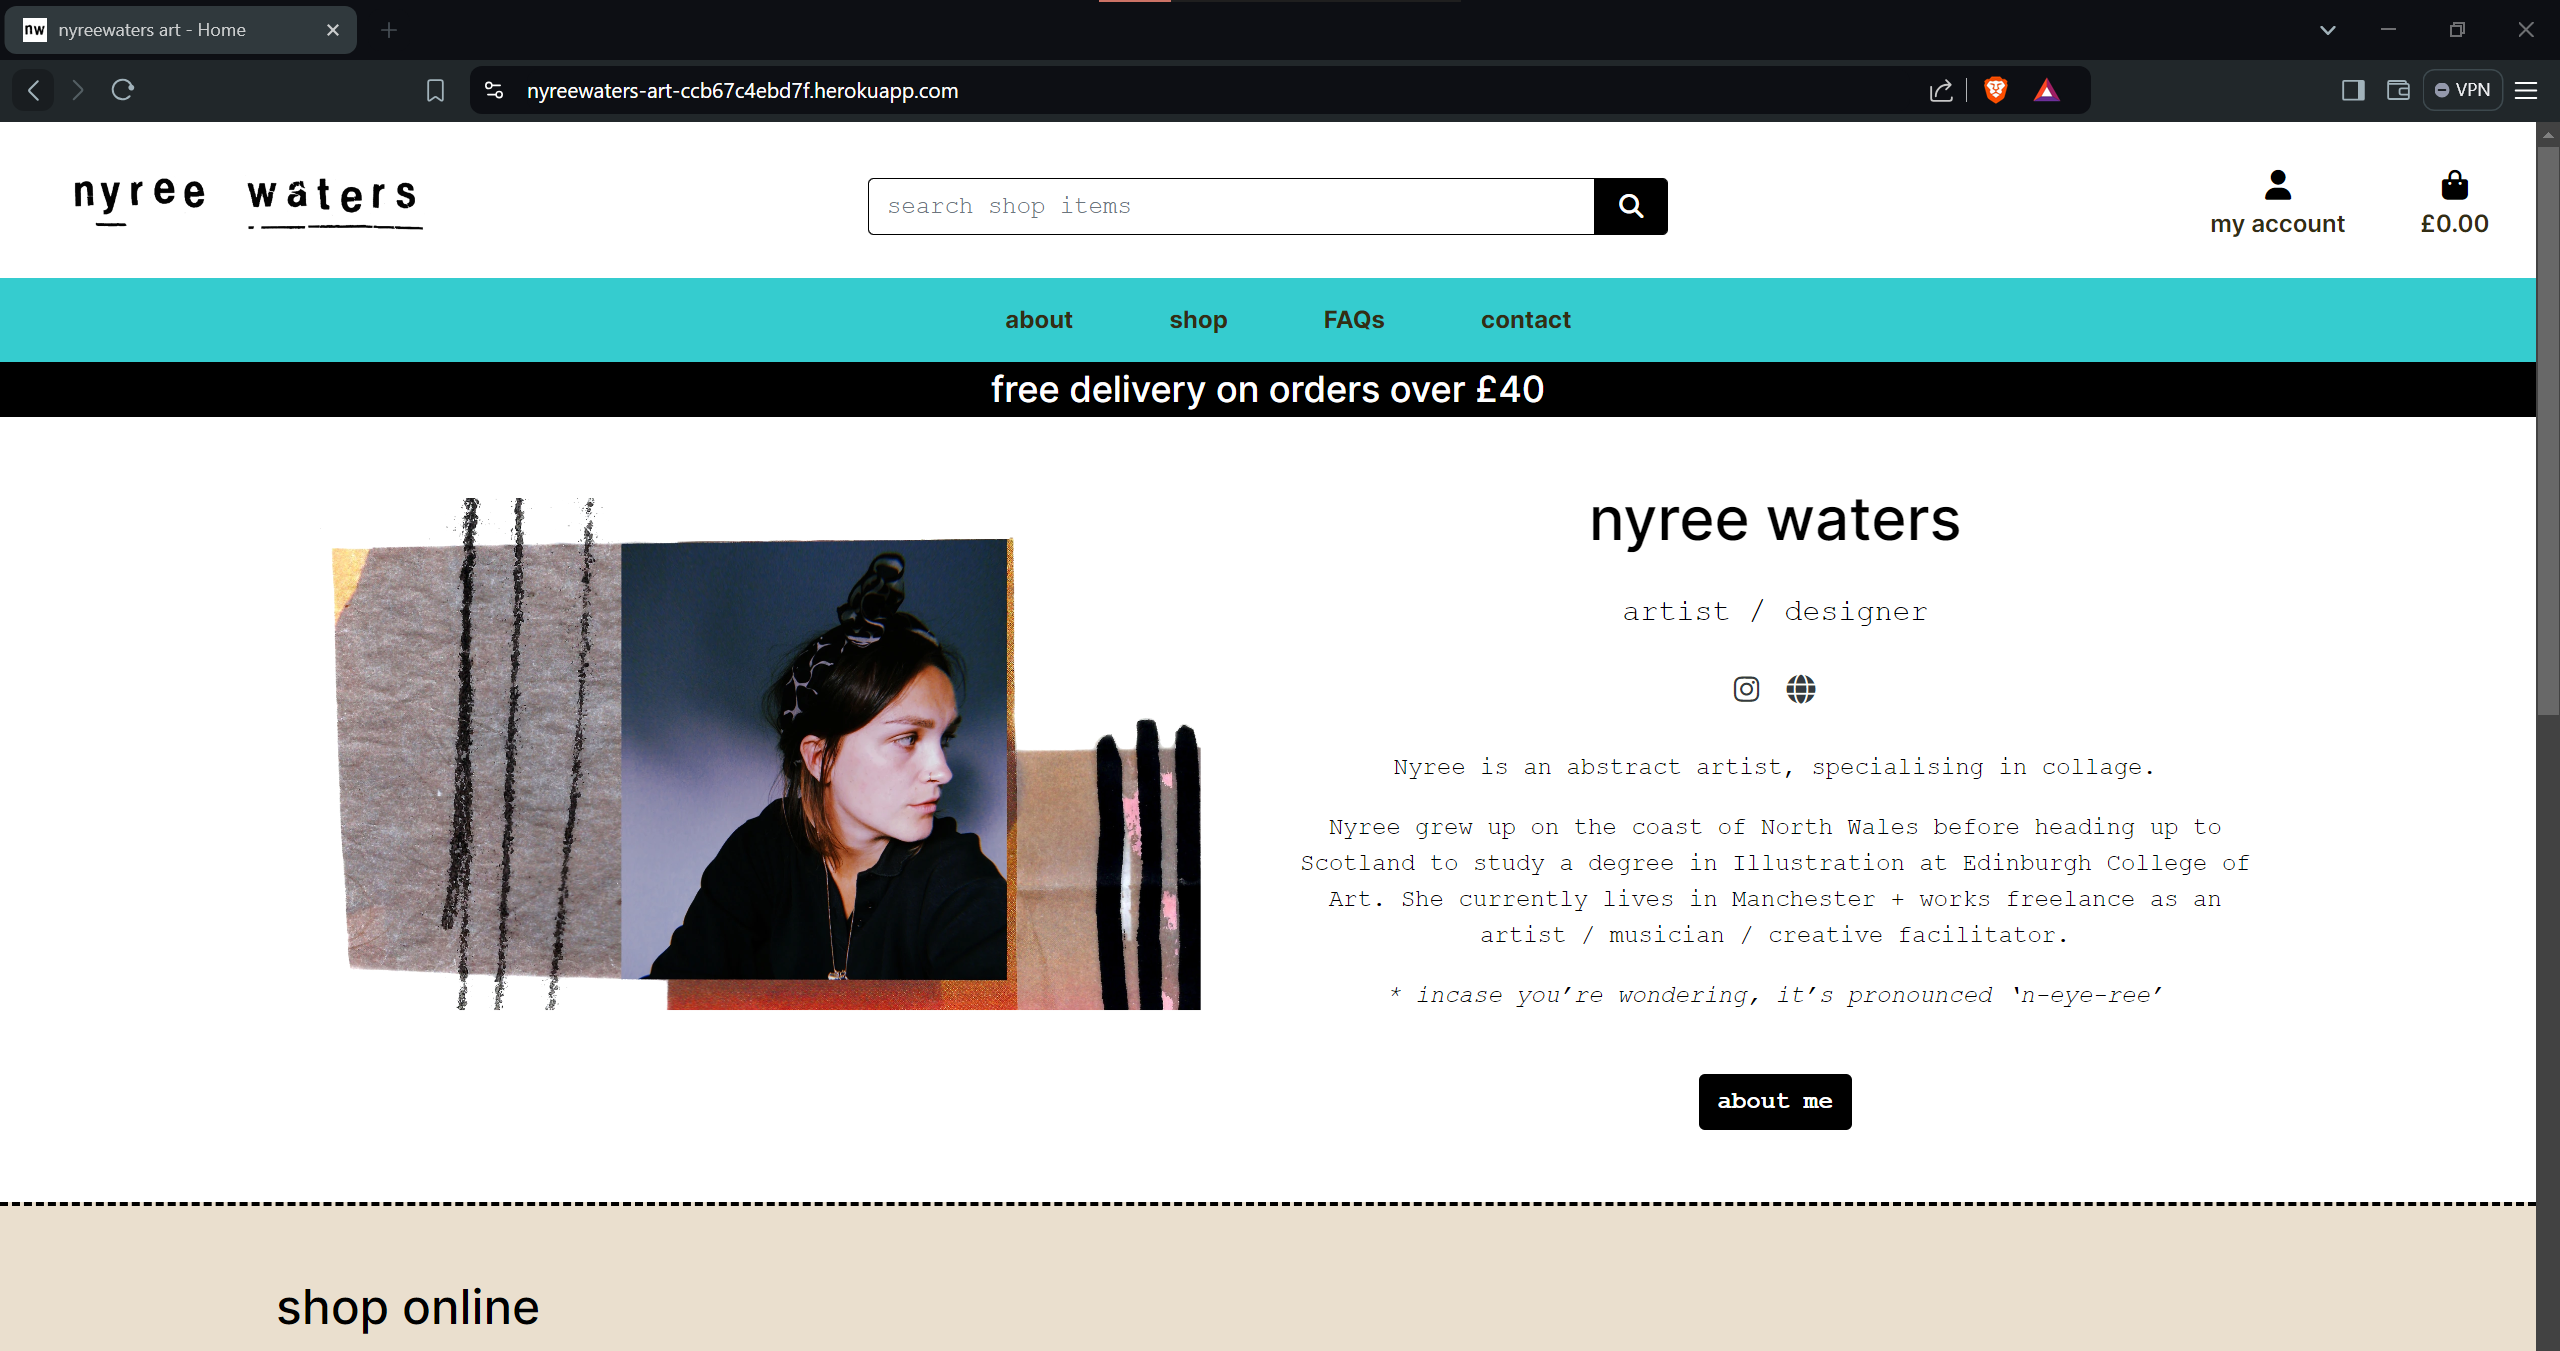 nw nyreewaters art - Home
nyreewaters-art-ccb67c4ebd7f.herokuapp.com
VPN
nyree waters
search shop items
my account
£0.00
about shop FAQs contact
free delivery on orders over £40
nyree waters
artist / designer
Nyree is an abstract artist, specialising in collage.
Nyree grew up on the coast of North Wales before heading up to
Scotland to study a degree in Illustration at Edinburgh College of
Art. She currently lives in Manchester + works freelance as an
artist / musician / creative facilitator.
* incase you’re wondering, it’s pronounced ‘n-eye-ree’
about me
shop online